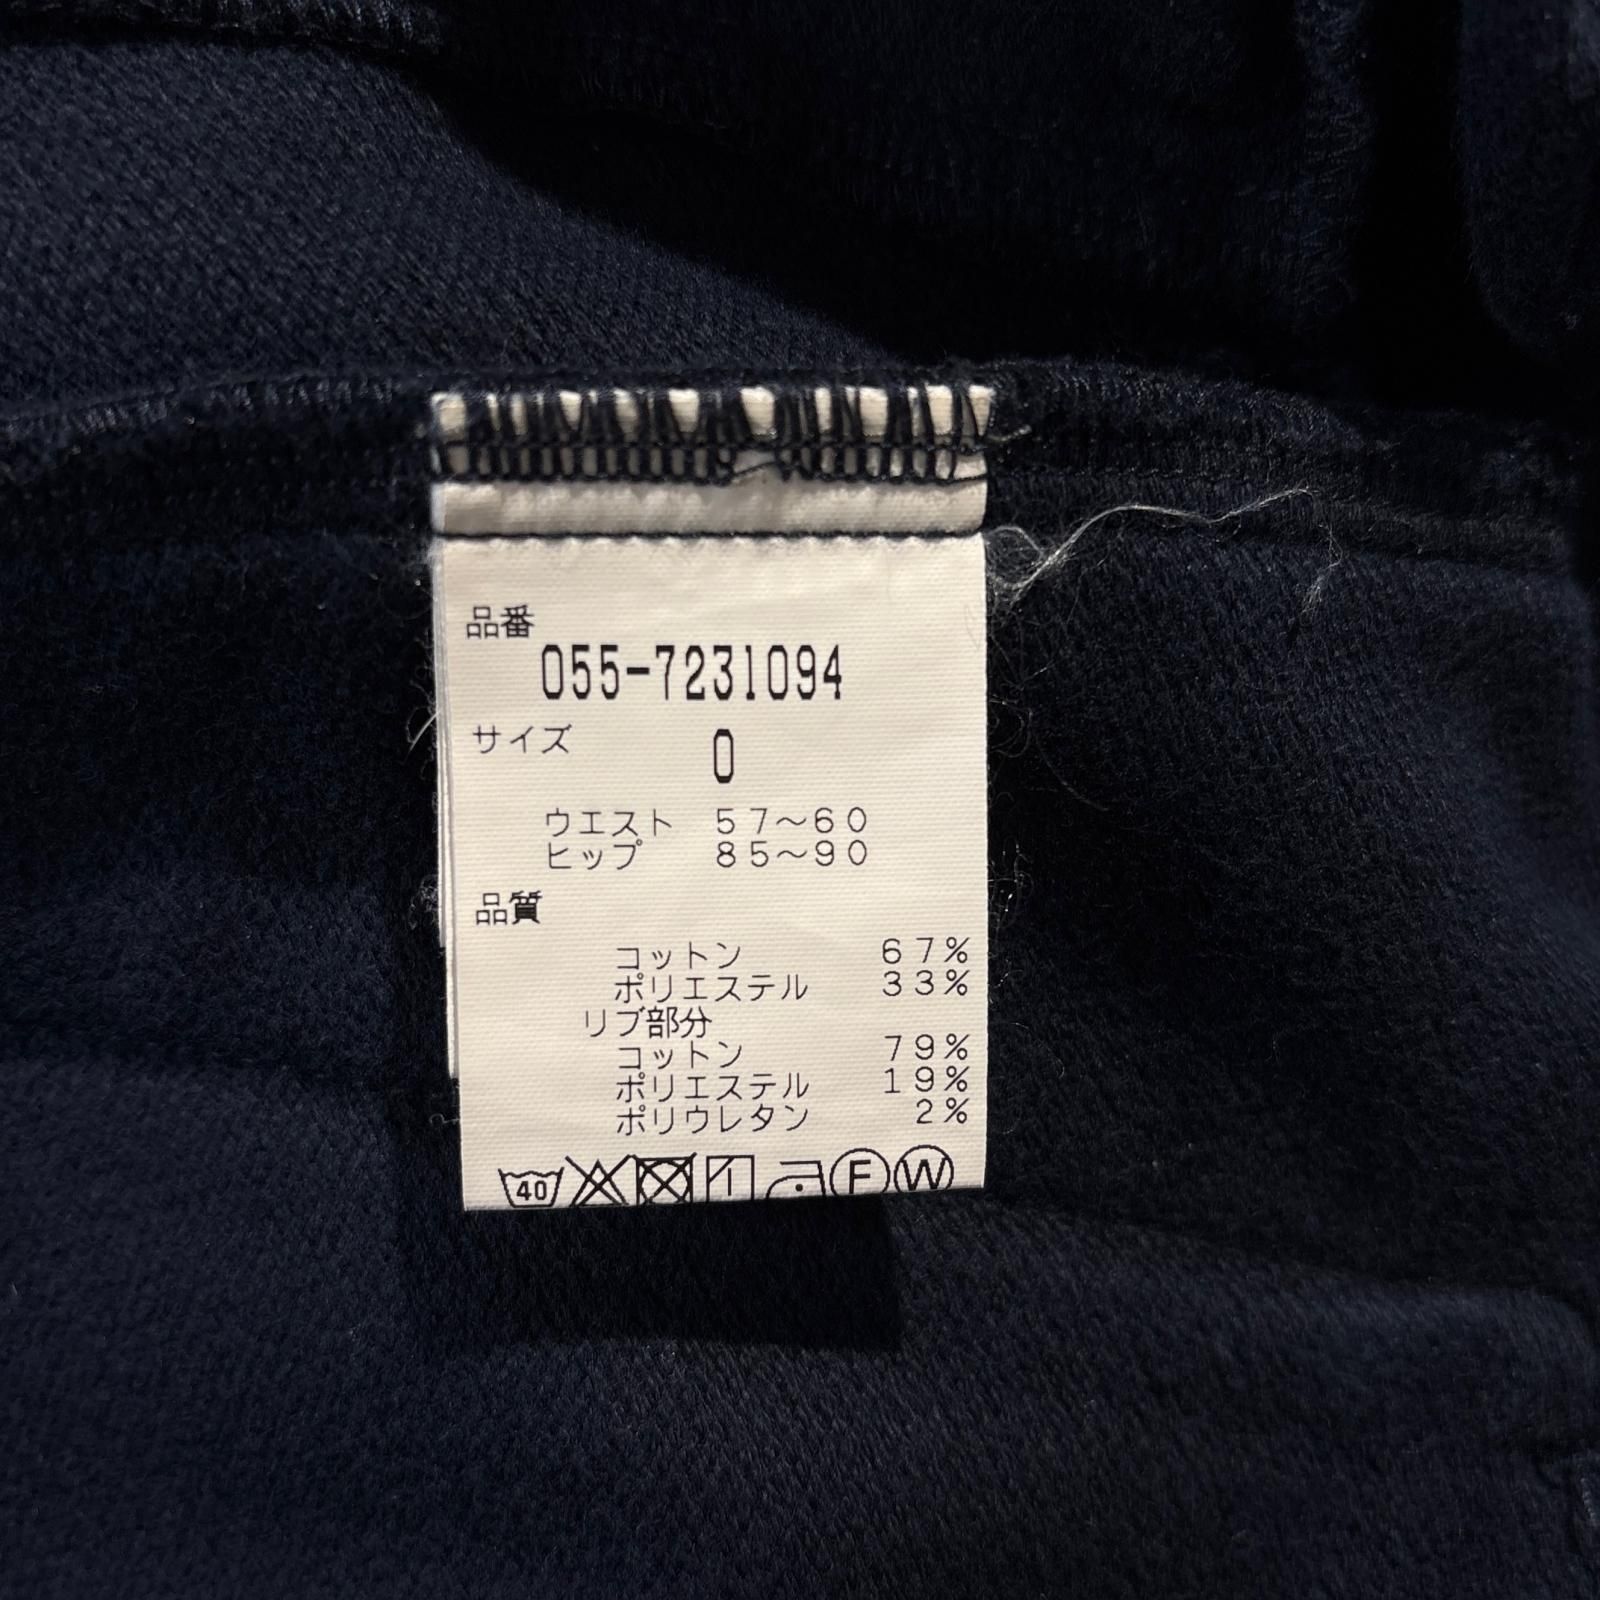 品番
055-7231094
サイズ 0
ウエスト 57～60
ヒップ 85～90
品質
コットン 67%
ポリエステル 33%
リブ部分
コットン 79%
ポリエステル 19%
ポリウレタン 2%
40 F W